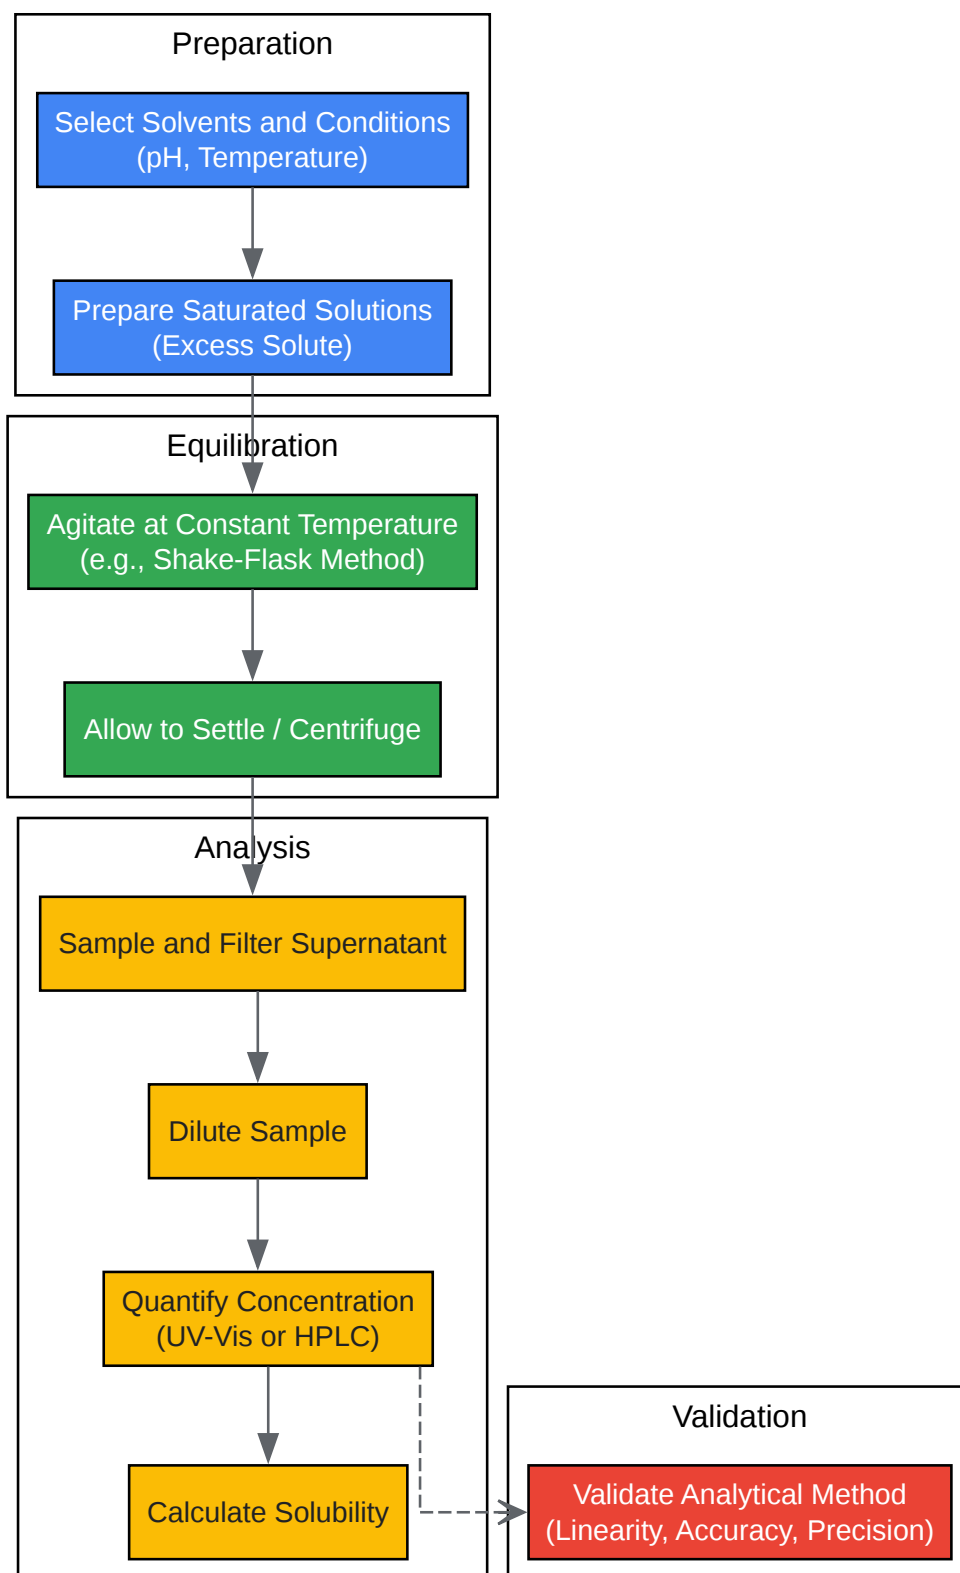 Preparation
Select Solvents and Conditions
(pH, Temperature)
Prepare Saturated Solutions
(Excess Solute)
Equilibration
Agitate at Constant Temperature
(e.g., Shake-Flask Method)
Allow to Settle / Centrifuge
Analysis
Sample and Filter Supernatant
Dilute Sample
Quantify Concentration
(UV-Vis or HPLC)
Calculate Solubility
Validation
Validate Analytical Method
(Linearity, Accuracy, Precision)